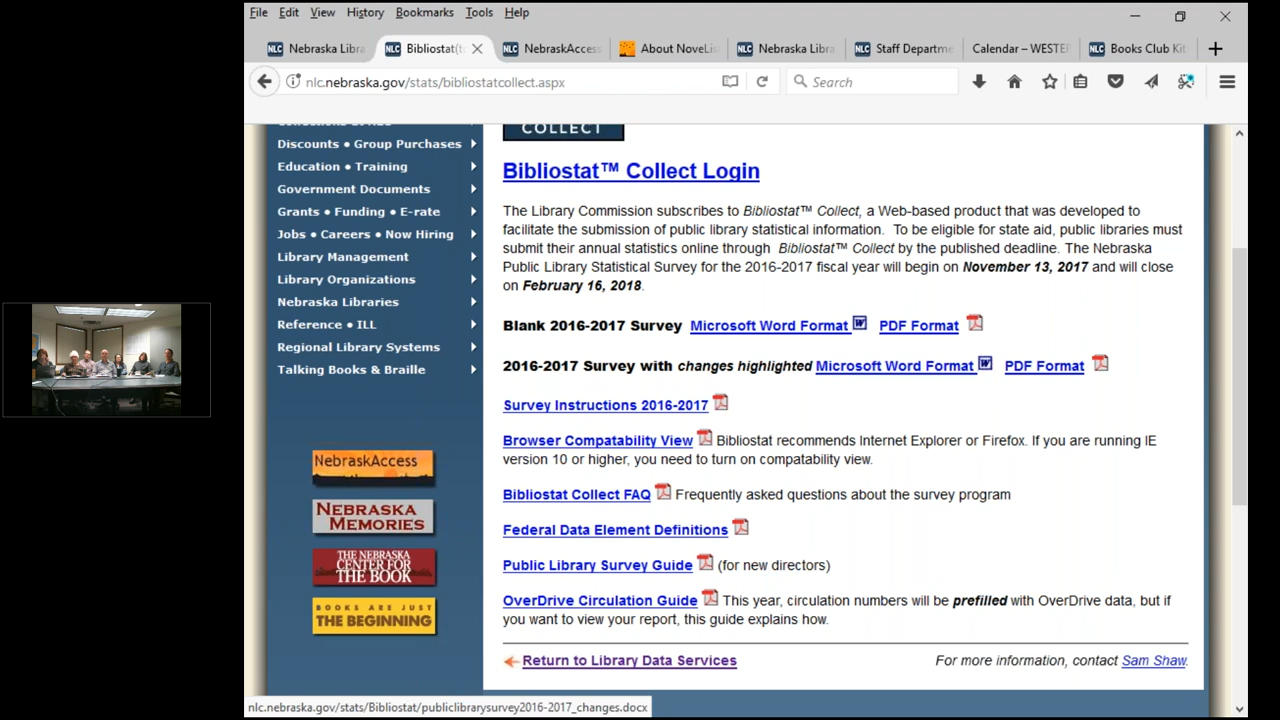 File Edit View History Bookmarks Tools Help
NLC Nebraska Libra
NLC Bibliostat(t
NLC NebraskAccess
About NoveLis
NLC Nebraska Libra
NLC Staff Departme
Calendar – WESTE
NLC Books Club Kit
nlc.nebraska.gov/stats/bibliostatcollect.aspx
Search
COLLECT
Discounts • Group Purchases
Education • Training
Government Documents
Grants • Funding • E-rate
Jobs • Careers • Now Hiring
Library Management
Library Organizations
Nebraska Libraries
Reference • ILL
Regional Library Systems
Talking Books & Braille
NebraskAccess
NEBRASKA
MEMORIES
THE NEBRASKA
CENTER FOR
THE BOOK
BOOKS ARE JUST
THE BEGINNING
Bibliostat™ Collect Login
The Library Commission subscribes to Bibliostat™ Collect, a Web-based product that was developed to
facilitate the submission of public library statistical information. To be eligible for state aid, public libraries must
submit their annual statistics online through Bibliostat™ Collect by the published deadline. The Nebraska
Public Library Statistical Survey for the 2016-2017 fiscal year will begin on November 13, 2017 and will close
on February 16, 2018.
Blank 2016-2017 Survey Microsoft Word Format PDF Format
2016-2017 Survey with changes highlighted Microsoft Word Format PDF Format
Survey Instructions 2016-2017
Browser Compatability View Bibliostat recommends Internet Explorer or Firefox. If you are running IE
version 10 or higher, you need to turn on compatability view.
Bibliostat Collect FAQ Frequently asked questions about the survey program
Federal Data Element Definitions
Public Library Survey Guide (for new directors)
OverDrive Circulation Guide This year, circulation numbers will be prefilled with OverDrive data, but if
you want to view your report, this guide explains how.
Return to Library Data Services
For more information, contact Sam Shaw.
nlc.nebraska.gov/stats/Bibliostat/publiclibrarysurvey2016-2017_changes.docx